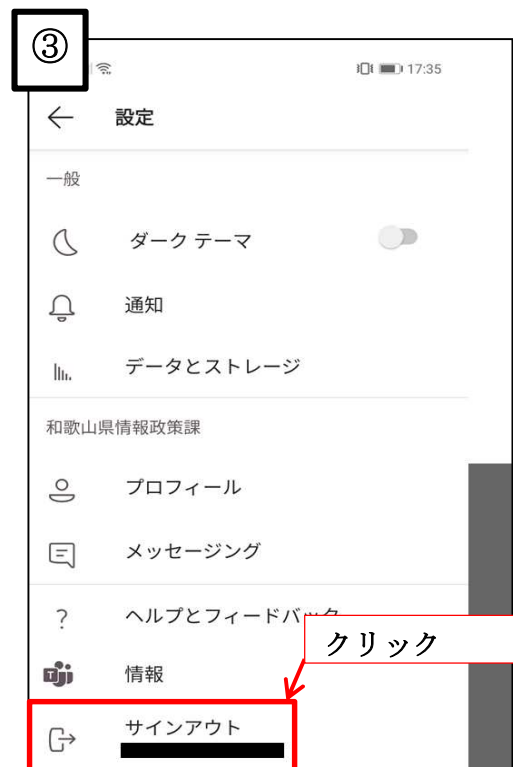 ③
17:35
設定
一般
ダーク テーマ
通知
データとストレージ
和歌山県情報政策課
プロフィール
メッセージング
ヘルプとフィードバック
クリック
情報
サインアウト